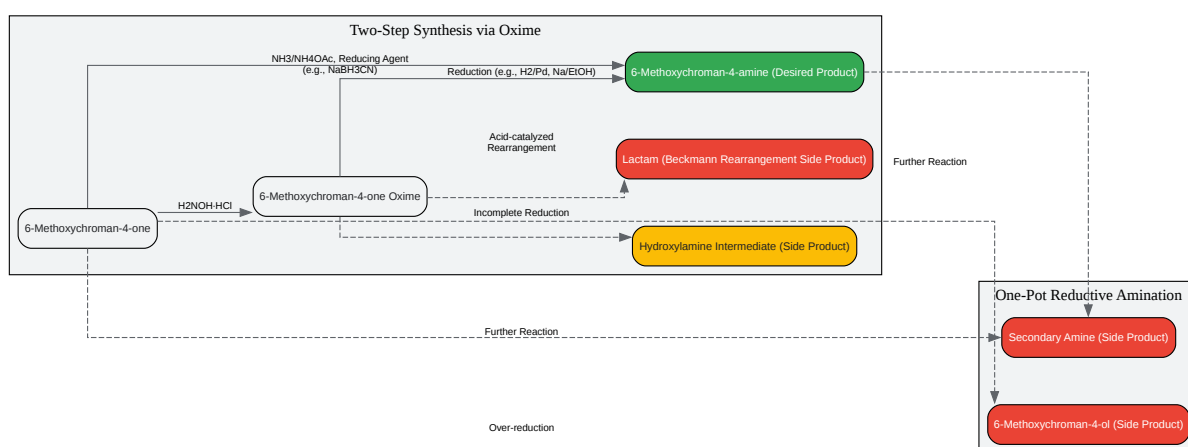 Two-Step Synthesis via Oxime
NH3/NH4OAc, Reducing Agent
(e.g., NaBH3CN)
Reduction (e.g., H2/Pd, Na/EtOH)
6-Methoxychroman-4-amine (Desired Product)
Acid-catalyzed
Rearrangement
Lactam (Beckmann Rearrangement Side Product)
Further Reaction
6-Methoxychroman-4-one Oxime
H2NOH·HCl
Incomplete Reduction
6-Methoxychroman-4-one
Hydroxylamine Intermediate (Side Product)
One-Pot Reductive Amination
Further Reaction
Secondary Amine (Side Product)
Over-reduction
6-Methoxychroman-4-ol (Side Product)